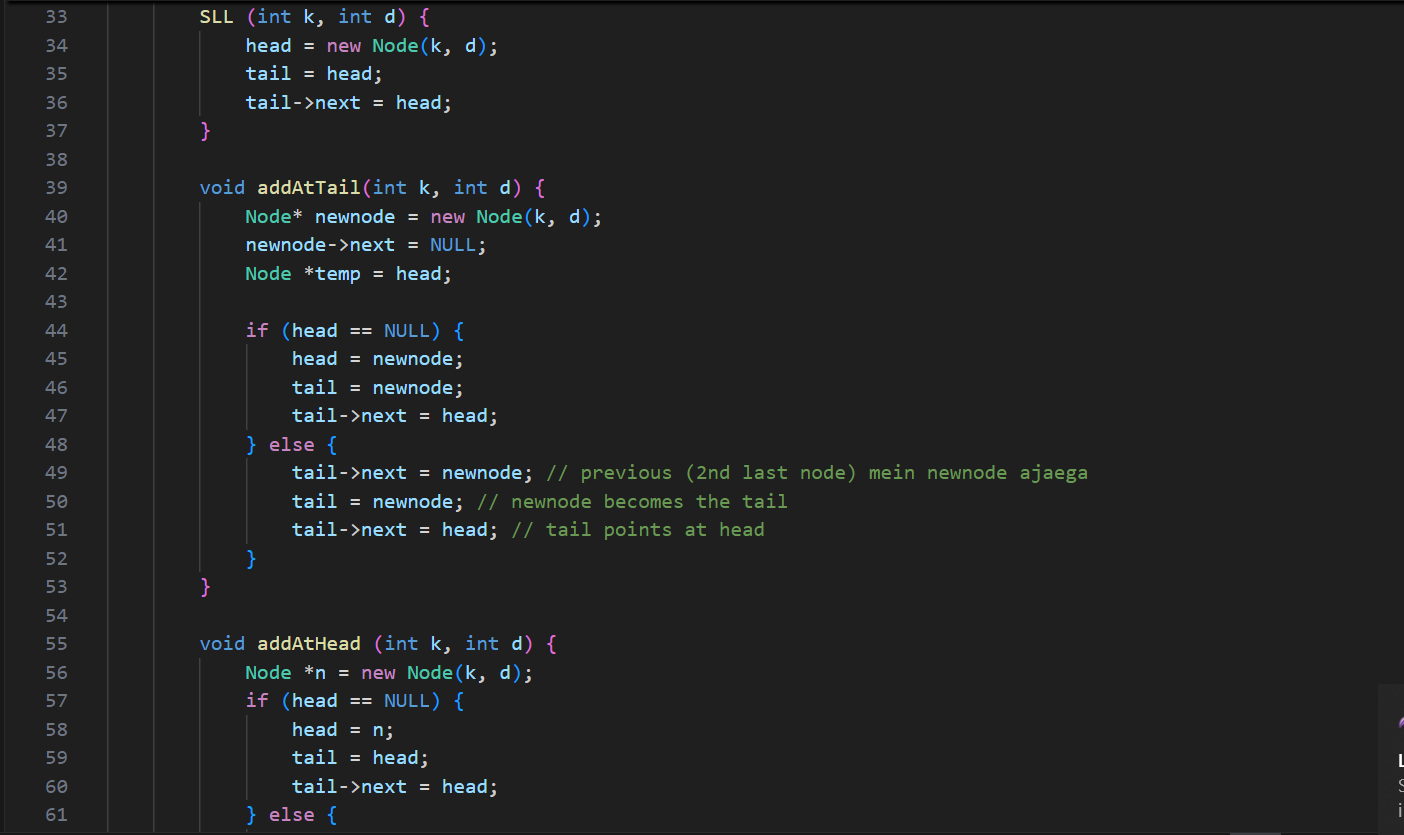 33 SLL (int k, int d) {
34 head = new Node(k, d);
35 tail = head;
36 tail->next = head;
37 }
38
39 void addAtTail(int k, int d) {
40 Node* newnode = new Node(k, d);
41 newnode->next = NULL;
42 Node *temp = head;
43
44 if (head == NULL) {
45 head = newnode;
46 tail = newnode;
47 tail->next = head;
48 } else {
49 tail->next = newnode; // previous (2nd last node) mein newnode ajaega
50 tail = newnode; // newnode becomes the tail
51 tail->next = head; // tail points at head
52 }
53 }
54
55 void addAtHead (int k, int d) {
56 Node *n = new Node(k, d);
57 if (head == NULL) {
58 head = n;
59 tail = head;
60 tail->next = head;
61 } else {